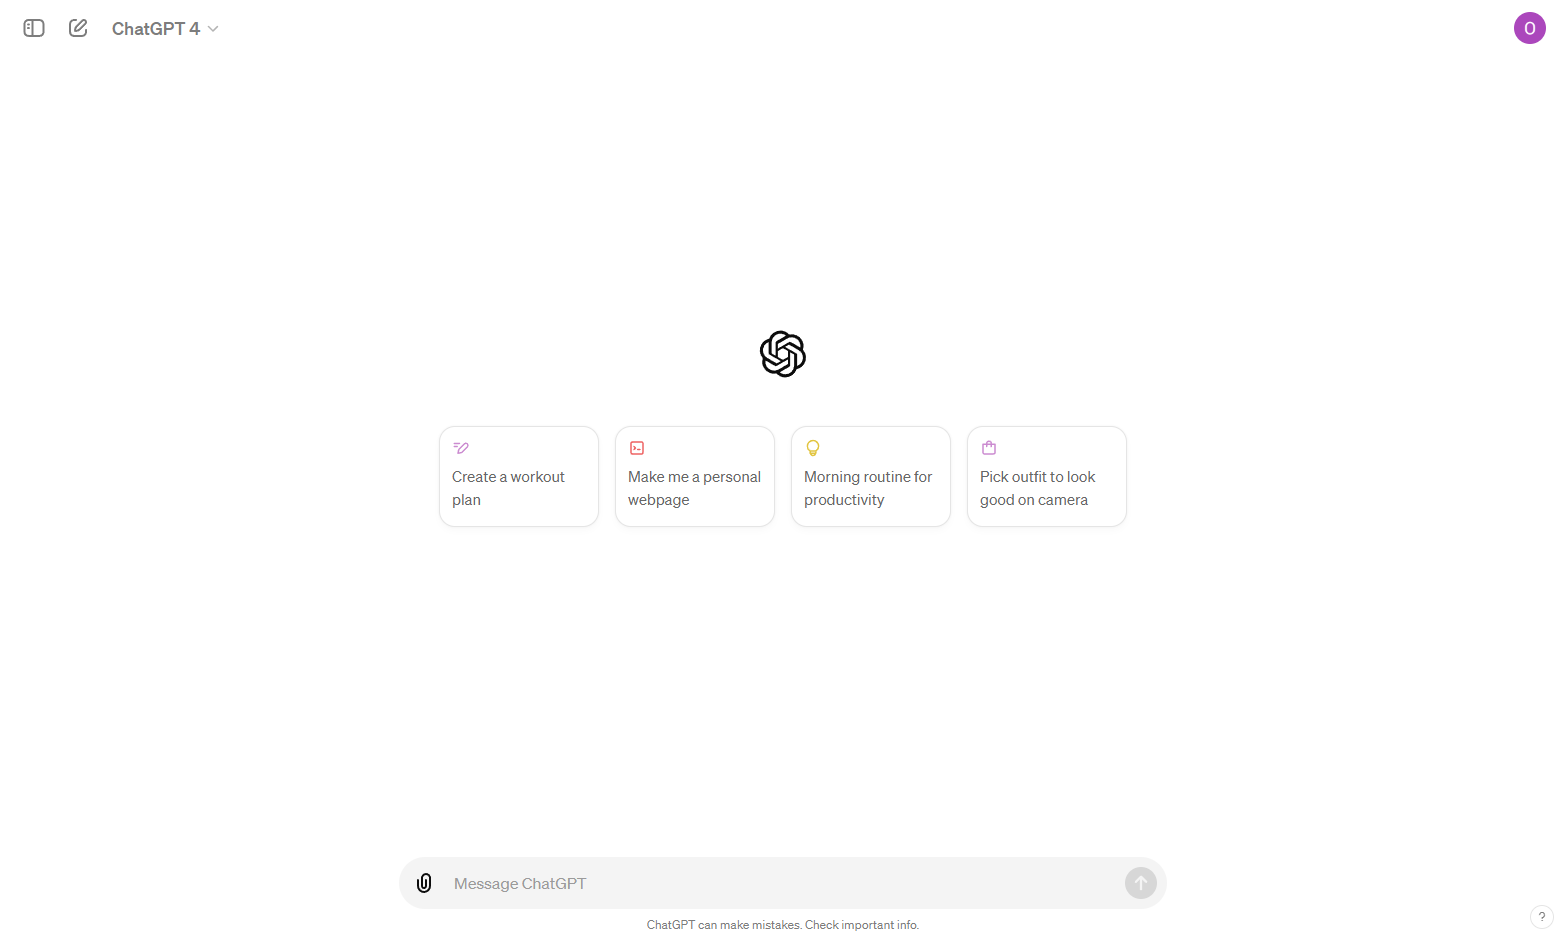 ChatGPT 4
O
Create a workout
plan
Make me a personal
webpage
Morning routine for
productivity
Pick outfit to look
good on camera
Message ChatGPT
ChatGPT can make mistakes. Check important info.
?